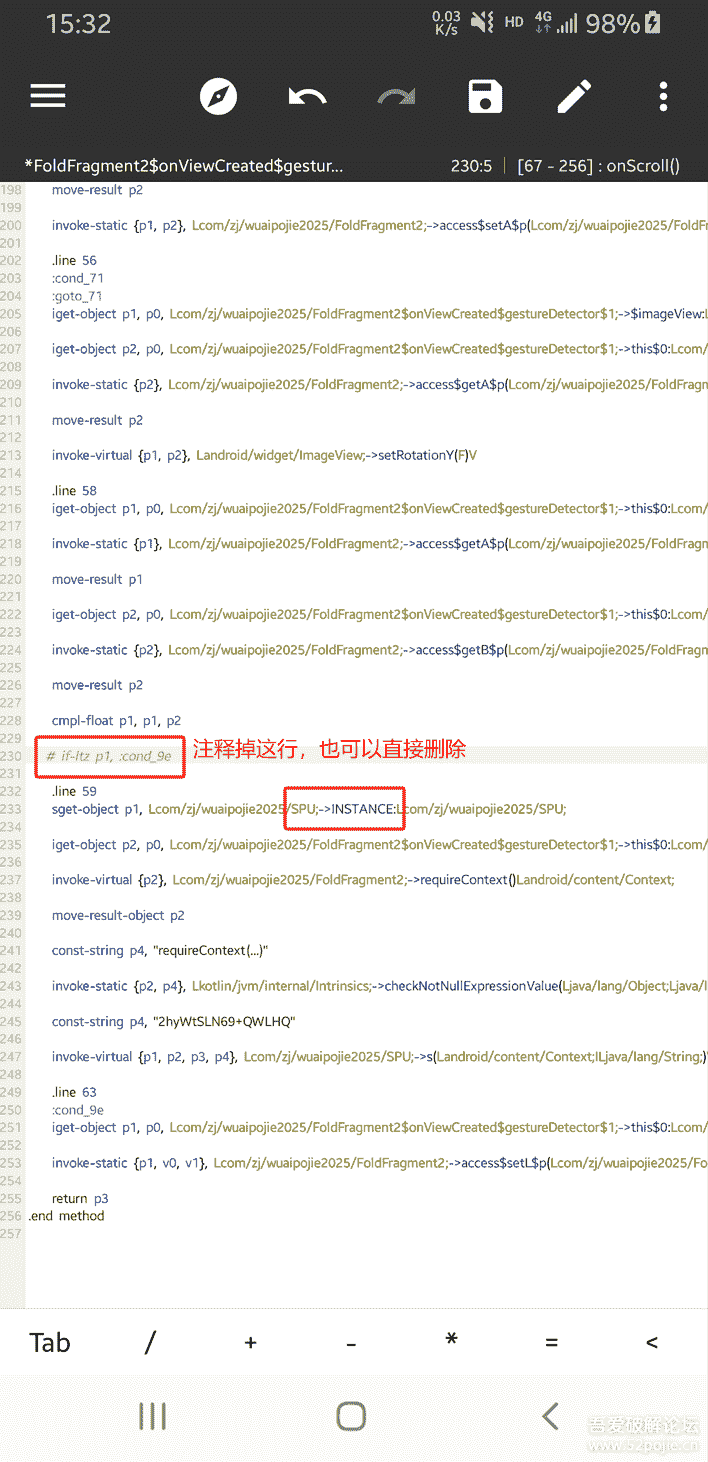 15:32
0.03 K/s HD 4G 98%
*FoldFragment2$onViewCreated$gestur... 230:5 [67 - 256] : onScroll()
198 move-result p2
199
200 invoke-static {p1, p2}, Lcom/zj/wuaipojie2025/FoldFragment2;->access$setA$p(Lcom/zj/wuaipojie2025/FoldF
201
202 .line 56
203 :cond_71
204 :goto_71
205 iget-object p1, p0, Lcom/zj/wuaipojie2025/FoldFragment2$onViewCreated$gestureDetector$1;->$imageView:L
206
207 iget-object p2, p0, Lcom/zj/wuaipojie2025/FoldFragment2$onViewCreated$gestureDetector$1;->this$0:Lcom/
208
209 invoke-static {p2}, Lcom/zj/wuaipojie2025/FoldFragment2;->access$getA$p(Lcom/zj/wuaipojie2025/FoldFragm
210
211 move-result p2
212
213 invoke-virtual {p1, p2}, Landroid/widget/ImageView;->setRotationY(F)V
214
215 .line 58
216 iget-object p1, p0, Lcom/zj/wuaipojie2025/FoldFragment2$onViewCreated$gestureDetector$1;->this$0:Lcom/
217
218 invoke-static {p1}, Lcom/zj/wuaipojie2025/FoldFragment2;->access$getA$p(Lcom/zj/wuaipojie2025/FoldFragm
219
220 move-result p1
221
222 iget-object p2, p0, Lcom/zj/wuaipojie2025/FoldFragment2$onViewCreated$gestureDetector$1;->this$0:Lcom/
223
224 invoke-static {p2}, Lcom/zj/wuaipojie2025/FoldFragment2;->access$getB$p(Lcom/zj/wuaipojie2025/FoldFragm
225
226 move-result p2
227
228 cmpl-float p1, p1, p2
229
230 # if-ltz p1, :cond_9e 注释掉这行，也可以直接删除
231
232 .line 59
233 sget-object p1, Lcom/zj/wuaipojie2025/SPU;->INSTANCE:Lcom/zj/wuaipojie2025/SPU;
234
235 iget-object p2, p0, Lcom/zj/wuaipojie2025/FoldFragment2$onViewCreated$gestureDetector$1;->this$0:Lcom/
236
237 invoke-virtual {p2}, Lcom/zj/wuaipojie2025/FoldFragment2;->requireContext()Landroid/content/Context;
238
239 move-result-object p2
240
241 const-string p4, "requireContext(...)"
242
243 invoke-static {p2, p4}, Lkotlin/jvm/internal/Intrinsics;->checkNotNullExpressionValue(Ljava/lang/Object;Ljava/l
244
245 const-string p4, "2hyWtSLN69+QWLHQ"
246
247 invoke-virtual {p1, p2, p3, p4}, Lcom/zj/wuaipojie2025/SPU;->s(Landroid/content/Context;ILjava/lang/String;)
248
249 .line 63
250 :cond_9e
251 iget-object p1, p0, Lcom/zj/wuaipojie2025/FoldFragment2$onViewCreated$gestureDetector$1;->this$0:Lcom/
252
253 invoke-static {p1, v0, v1}, Lcom/zj/wuaipojie2025/FoldFragment2;->access$setL$p(Lcom/zj/wuaipojie2025/Fo
254
255 return p3
256 .end method
257
Tab / + - * = <
吾爱破解论坛
www.52pojie.cn